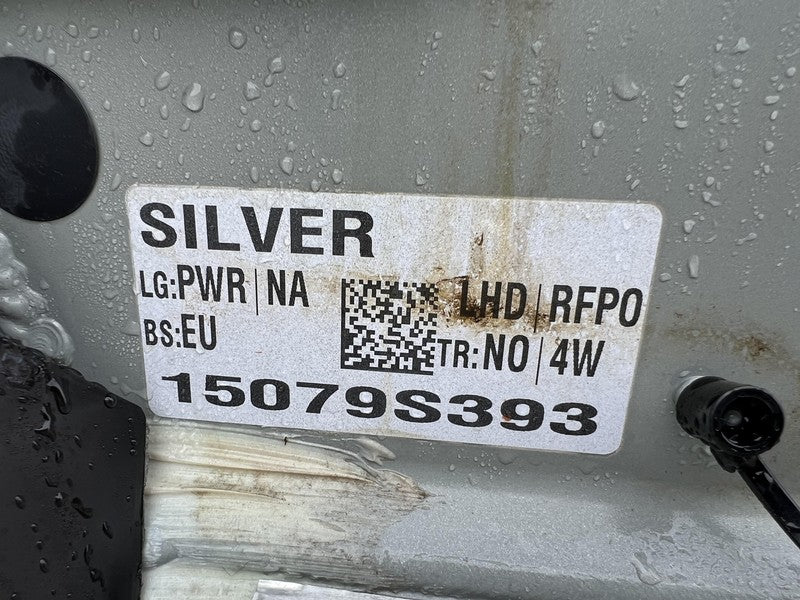 SILVER
LG:PWR|NA LHD|RFPO
BS:EU TR:NO|4W
15079S393